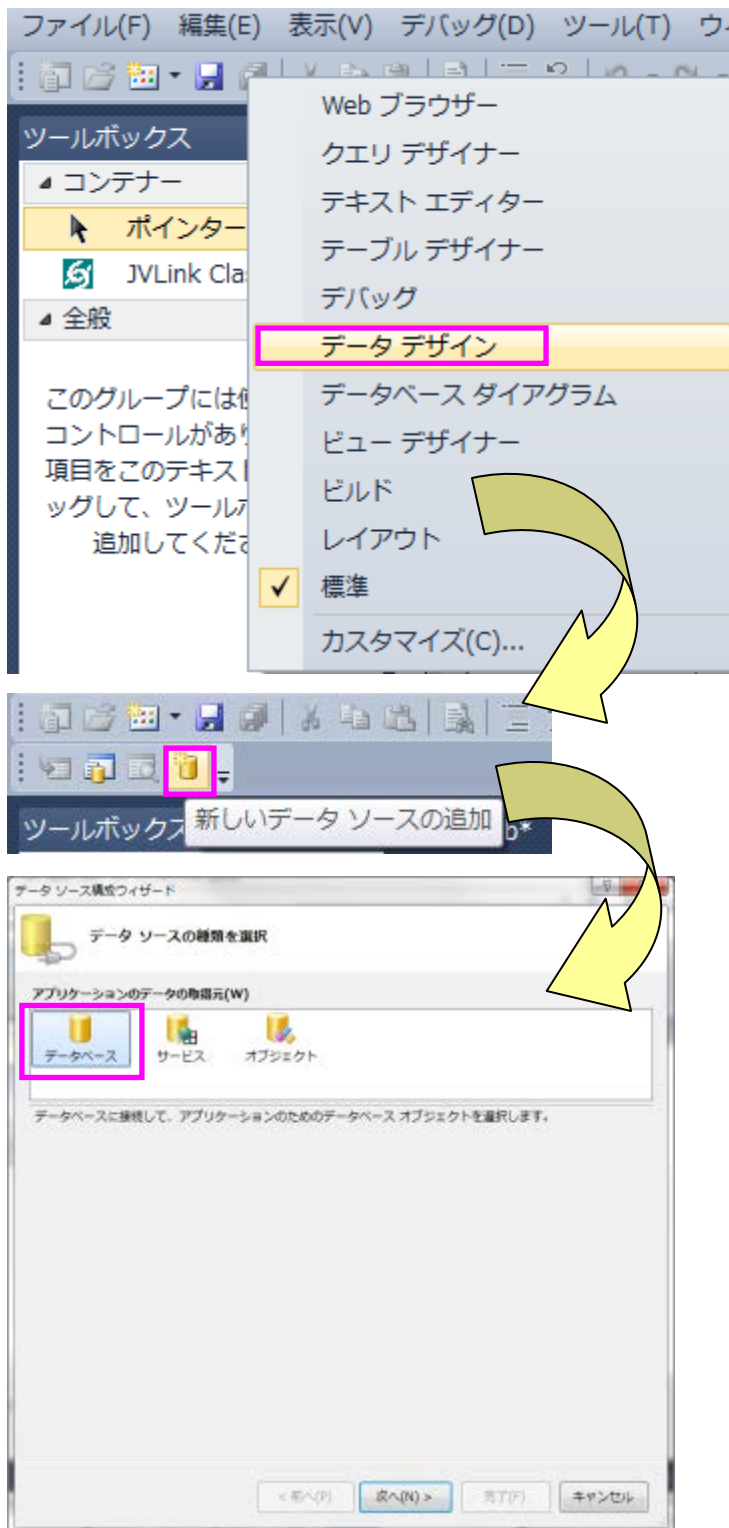 ファイル(F) 編集(E) 表示(V) デバッグ(D) ツール(T)
ツールボックス
コンテナー
ポインター
JVLink Cla
全般
このグループには
コントロールがあり
項目をこのテキスト
ッグして、ツール
追加してくださ
Web ブラウザー
クエリ デザイナー
テキスト エディター
テーブル デザイナー
デバッグ
データ デザイン
データベース ダイアグラム
ビュー デザイナー
ビルド
レイアウト
標準
カスタマイズ(C)...
新しいデータ ソースの追加
ツールボックス
b*
データ ソース構成ウィザード
データ ソースの種類を選択
アプリケーションのデータの取得元(W)
データベース サービス オブジェクト
データベースに接続して、アプリケーションのためのデータベース オブジェクトを選択します。
< 前へ(P) 次へ(N) > 完了(F) キャンセル